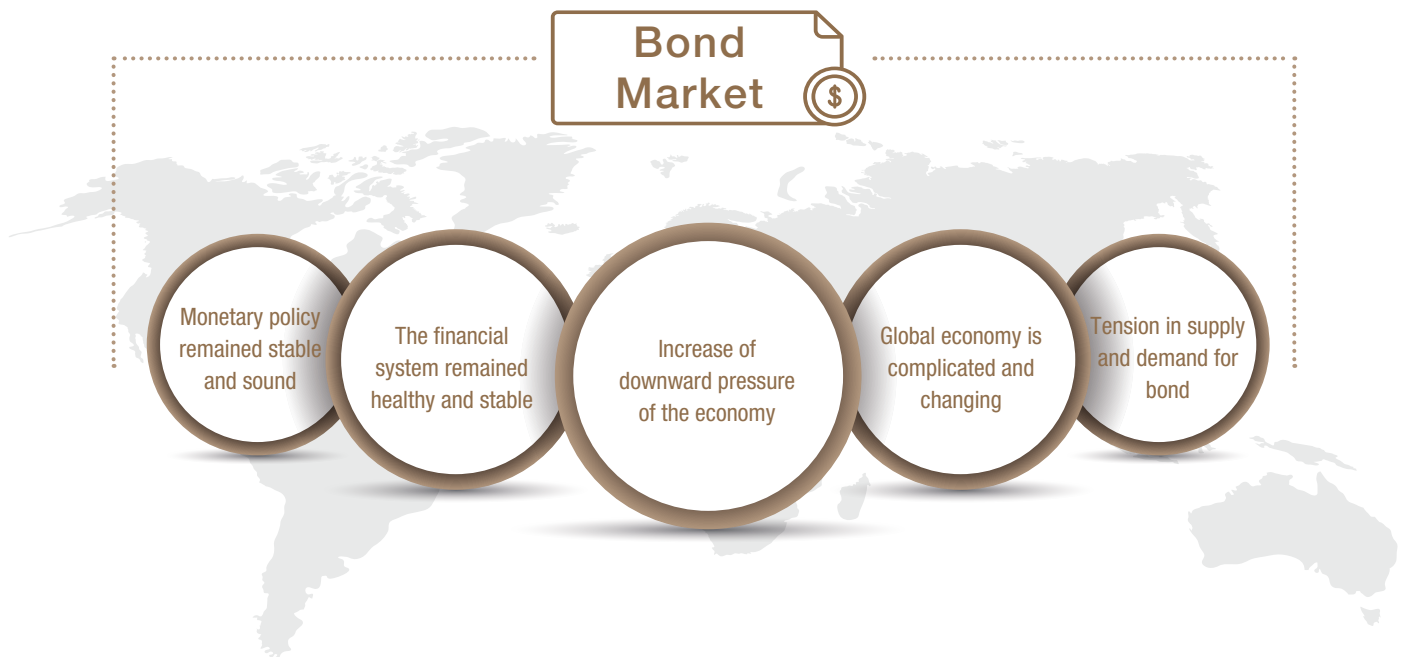 Bond
Market
$
Monetary policy
remained stable
and sound
The financial
system remained
healthy and stable
Increase of
downward pressure
of the economy
Global economy is
complicated and
changing
Tension in supply
and demand for
bond